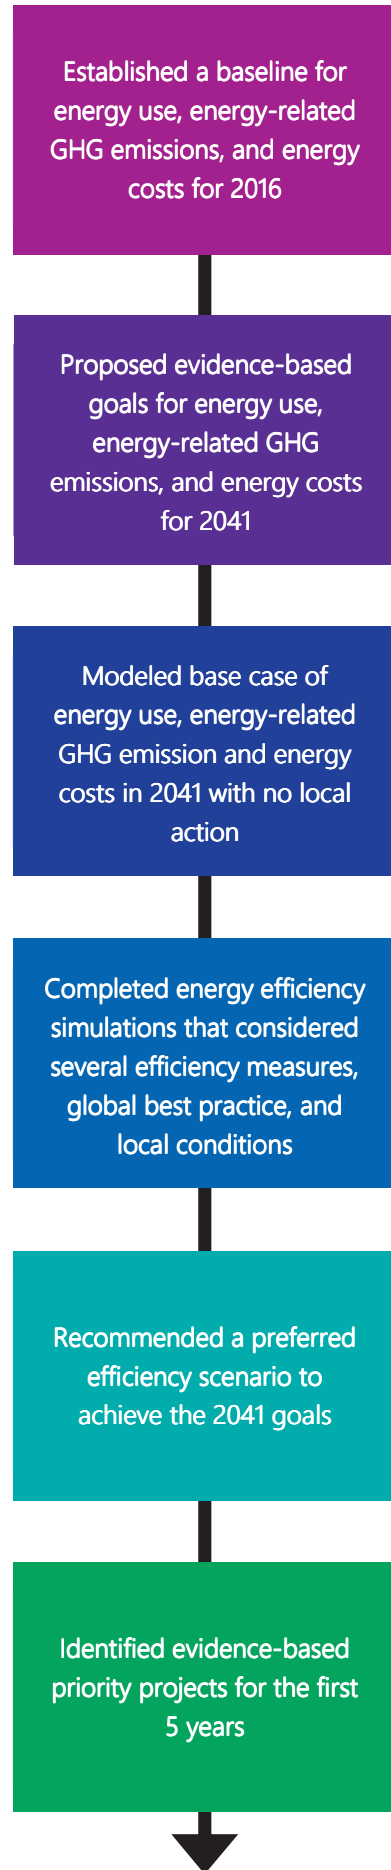 Established a baseline for
energy use, energy-related
GHG emissions, and energy
costs for 2016
Proposed evidence-based
goals for energy use,
energy-related GHG
emissions, and energy costs
for 2041
Modeled base case of
energy use, energy-related
GHG emission and energy
costs in 2041 with no local
action
Completed energy efficiency
simulations that considered
several efficiency measures,
global best practice, and
local conditions
Recommended a preferred
efficiency scenario to
achieve the 2041 goals
Identified evidence-based
priority projects for the first
5 years